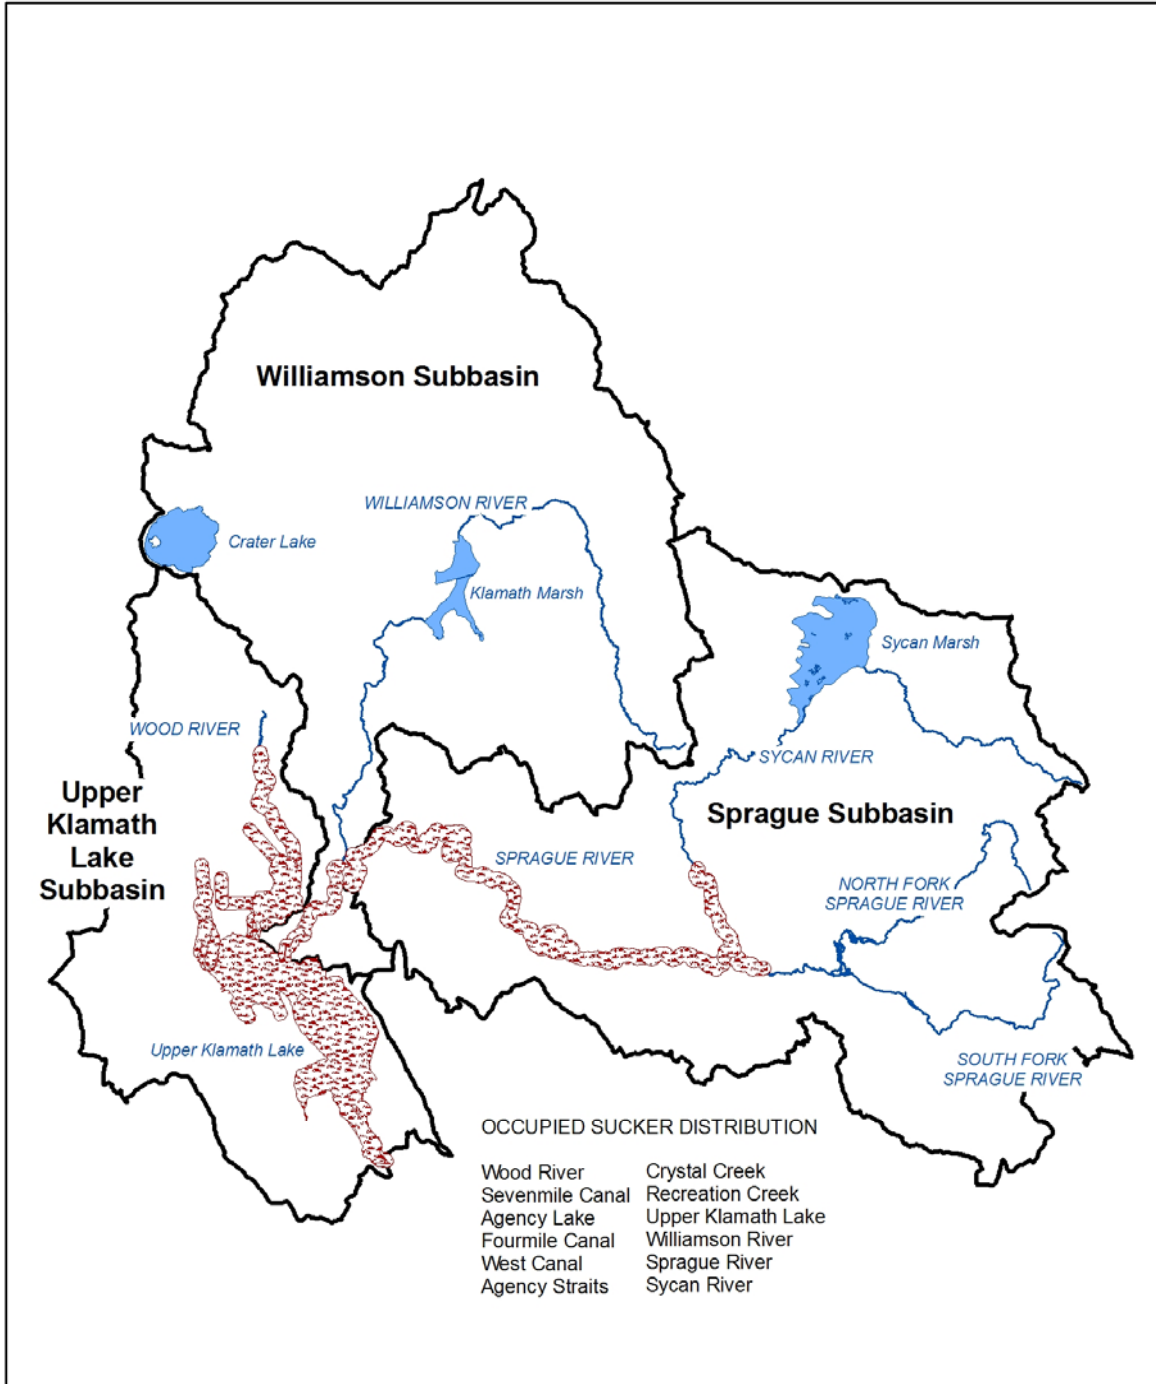 Williamson Subbasin
WILLIAMSON RIVER
Crater Lake
Klamath Marsh
Sycan Marsh
WOOD RIVER
SYCAN RIVER
Upper
Klamath
Lake
Subbasin
Sprague Subbasin
SPRAGUE RIVER
NORTH FORK
SPRAGUE RIVER
Upper Klamath Lake
SOUTH FORK
SPRAGUE RIVER
OCCUPIED SUCKER DISTRIBUTION
Wood River
Sevenmile Canal
Agency Lake
Fourmile Canal
West Canal
Agency Straits
Crystal Creek
Recreation Creek
Upper Klamath Lake
Williamson River
Sprague River
Sycan River